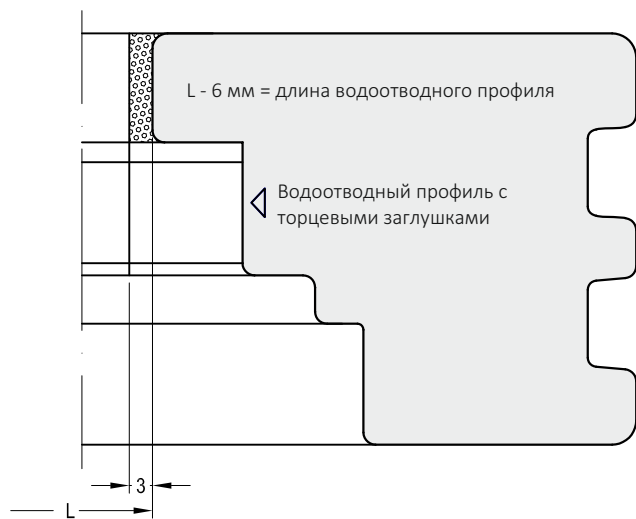 L - 6 мм = длина водоотводного профиля
Водоотводный профиль с
торцевыми заглушками
3
L